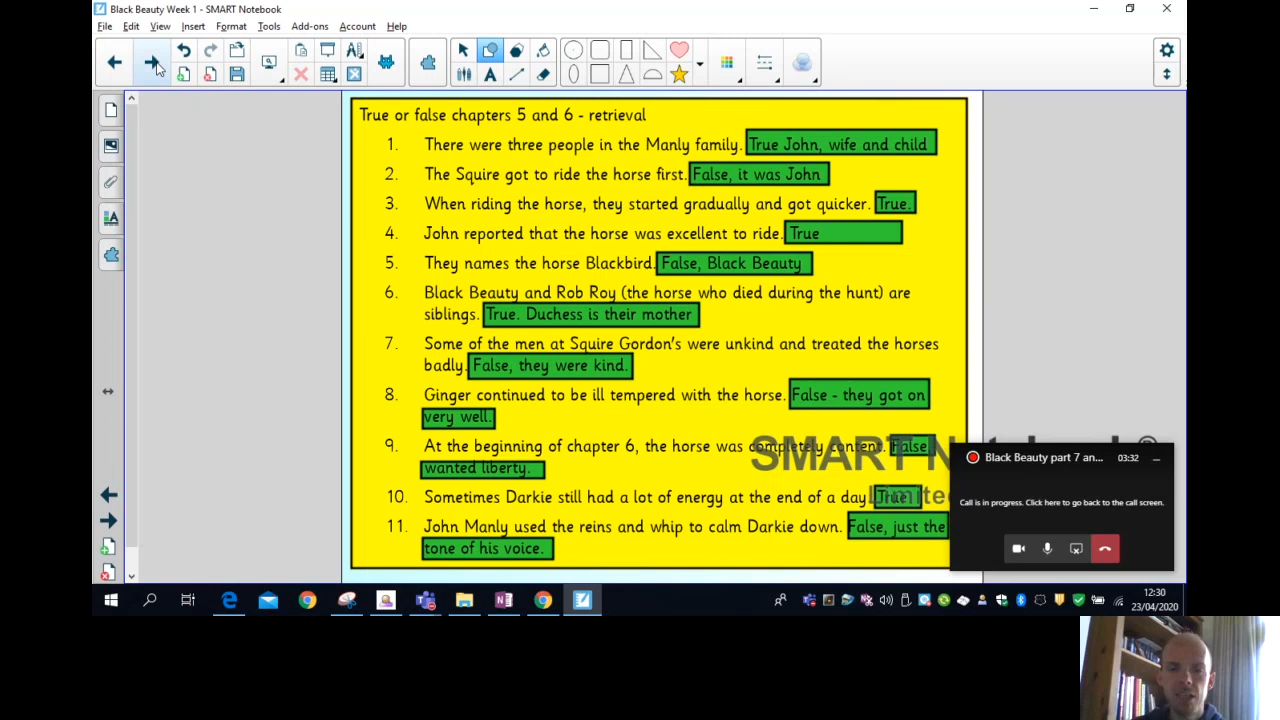 Black Beauty Week 1 - SMART Notebook
File Edit View Insert Format Tools Add-ons Account Help
True or false chapters 5 and 6 - retrieval
1. There were three people in the Manly family. True John, wife and child
2. The Squire got to ride the horse first. False, it was John
3. When riding the horse, they started gradually and got quicker. True.
4. John reported that the horse was excellent to ride. True
5. They names the horse Blackbird. False, Black Beauty
6. Black Beauty and Rob Roy (the horse who died during the hunt) are
siblings. True. Duchess is their mother
7. Some of the men at Squire Gordon's were unkind and treated the horses
badly. False, they were kind.
8. Ginger continued to be ill tempered with the horse. False - they got on
very well.
9. At the beginning of chapter 6, the horse was completely content. False,
wanted liberty.
SMART
10. Sometimes Darkie still had a lot of energy at the end of a day. True
11. John Manly used the reins and whip to calm Darkie down. False, just the
tone of his voice.
Black Beauty part 7 an... 03:32
Call is in progress. Click here to go back to the call screen.
12:30
23/04/2020